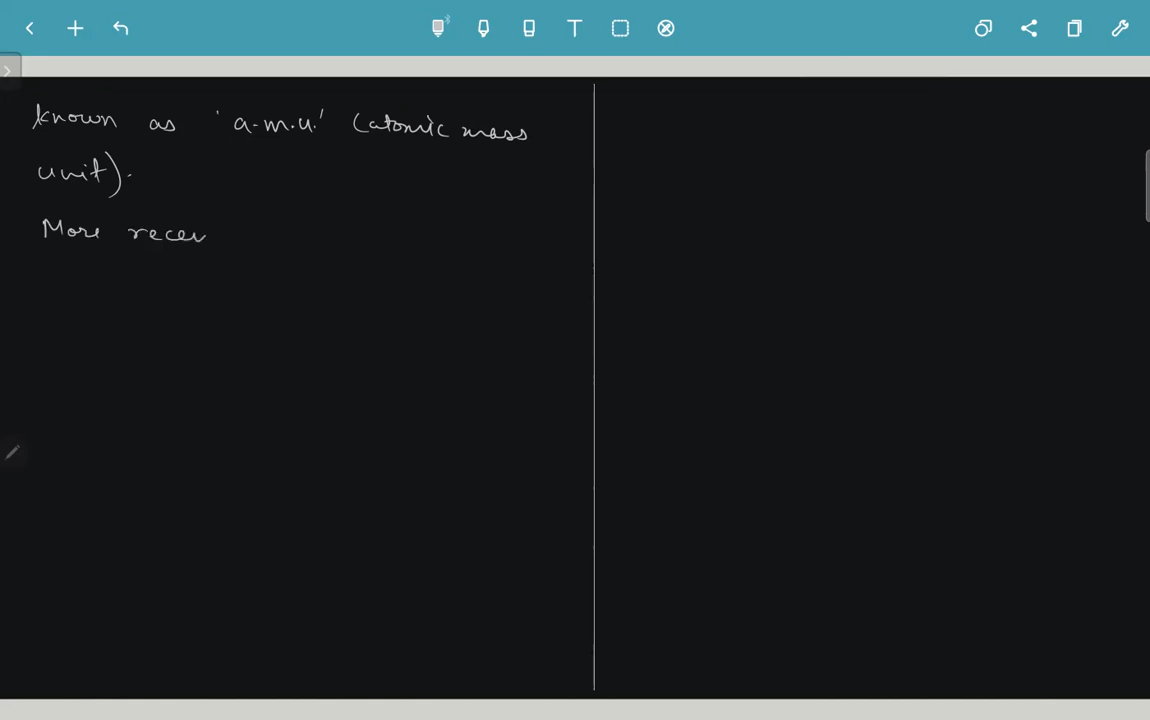 known as 'a.m.u.' (atomic mass
unit).
More recen